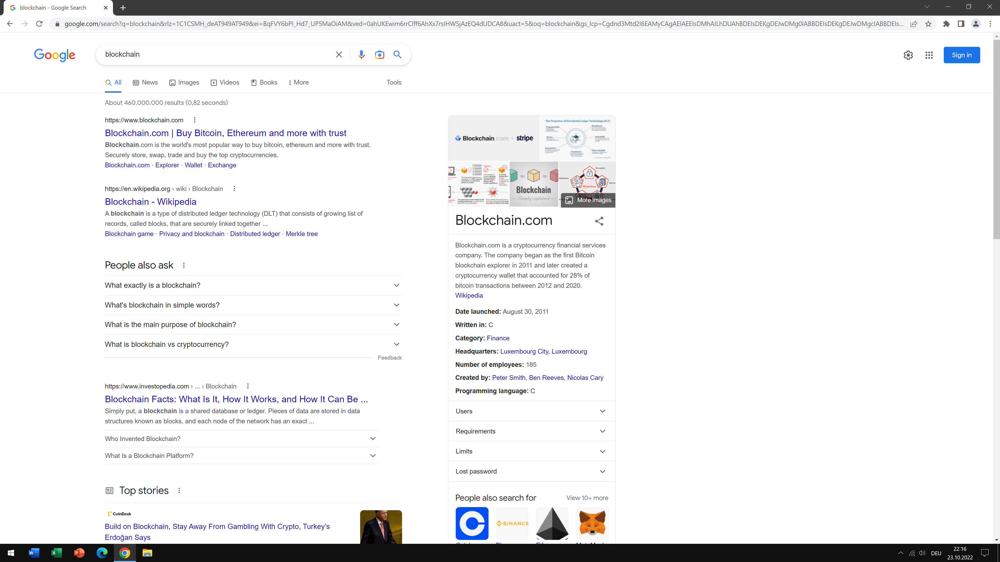 blockchain - Google Search
google.com/search?q=blockchain&rlz=1C1CSMH_deAT949AT949&ei=BqFVY6bPI_Hd7_UP5MaOiAM&ved=0ahUKEwim6rrClff6AhXx7rsIHWSjAzEQ4dUDCA8&uact=5&oq=blockchain&gs_lcp=Cgdnd3Mtd2l6EAMyCAgAEIAEEIsDMhAILhDUAhBDEIsDEKgDEJwDMg0IABBDEIsDEKgDEJwDMgcIABBDEIs...
Google
blockchain
Sign in
All
News
Images
Videos
Books
More
Tools
About 460.000.000 results (0,82 seconds)
https://www.blockchain.com
Blockchain.com | Buy Bitcoin, Ethereum and more with trust
Blockchain.com is the world's most popular way to buy bitcoin, ethereum and more with trust.
Securely store, swap, trade and buy the top cryptocurrencies.
Blockchain.com · Explorer · Wallet · Exchange
https://en.wikipedia.org › wiki › Blockchain
Blockchain - Wikipedia
A blockchain is a type of distributed ledger technology (DLT) that consists of growing list of
records, called blocks, that are securely linked together ...
Blockchain game · Privacy and blockchain · Distributed ledger · Merkle tree
People also ask
What exactly is a blockchain?
What's blockchain in simple words?
What is the main purpose of blockchain?
What is blockchain vs cryptocurrency?
Feedback
https://www.investopedia.com › ... › Blockchain
Blockchain Facts: What Is It, How It Works, and How It Can Be ...
Simply put, a blockchain is a shared database or ledger. Pieces of data are stored in data
structures known as blocks, and each node of the network has an exact ...
Who Invented Blockchain?
What Is a Blockchain Platform?
Top stories
CoinDesk
Build on Blockchain, Stay Away From Gambling With Crypto, Turkey's
Erdoğan Says
Blockchain.com + stripe
The Properties of Distributed Ledger Technology (DLT)
Programmable
Distributed
Secure
Immutable
Anonymous
Unanimous
Time-stamped
Blockchain
Simply explained
Encryption
Blockchain
More images
Blockchain.com
Blockchain.com is a cryptocurrency financial services
company. The company began as the first Bitcoin
blockchain explorer in 2011 and later created a
cryptocurrency wallet that accounted for 28% of
bitcoin transactions between 2012 and 2020.
Wikipedia
Date launched: August 30, 2011
Written in: C
Category: Finance
Headquarters: Luxembourg City, Luxembourg
Number of employees: 185
Created by: Peter Smith, Ben Reeves, Nicolas Cary
Programming language: C
Users
Requirements
Limits
Lost password
People also search for
View 10+ more
BINANCE
DEU
22:16
23.10.2022